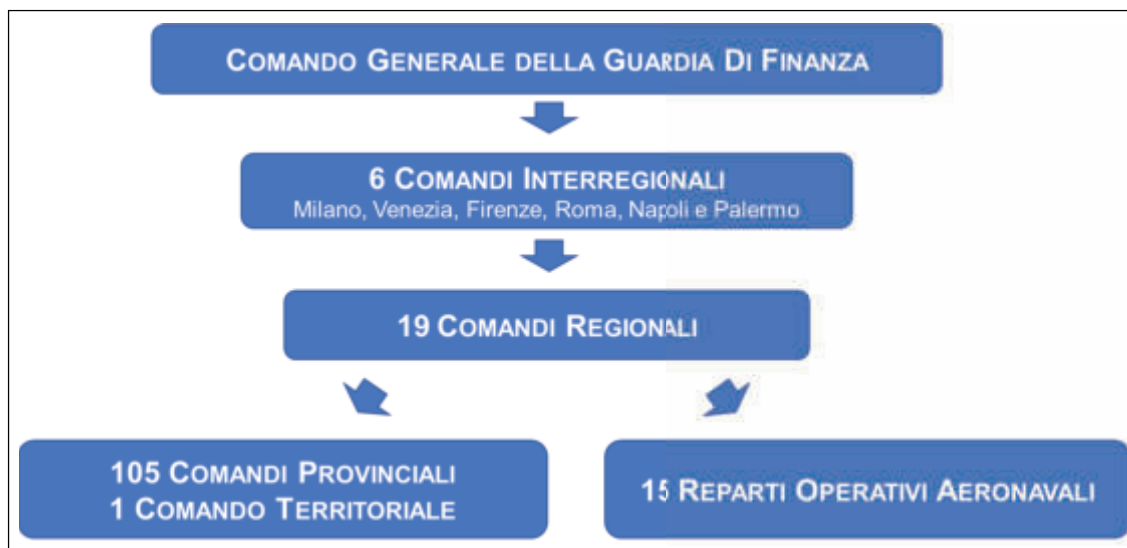 COMANDO GENERALE DELLA GUARDIA DI FINANZA
6 COMANDI INTERREGIONALI
Milano, Venezia, Firenze, Roma, Napoli e Palermo
19 COMANDI REGIONALI
105 COMANDI PROVINCIALI
1 COMANDO TERRITORIALE
15 REPARTI OPERATIVI AERONAVALI